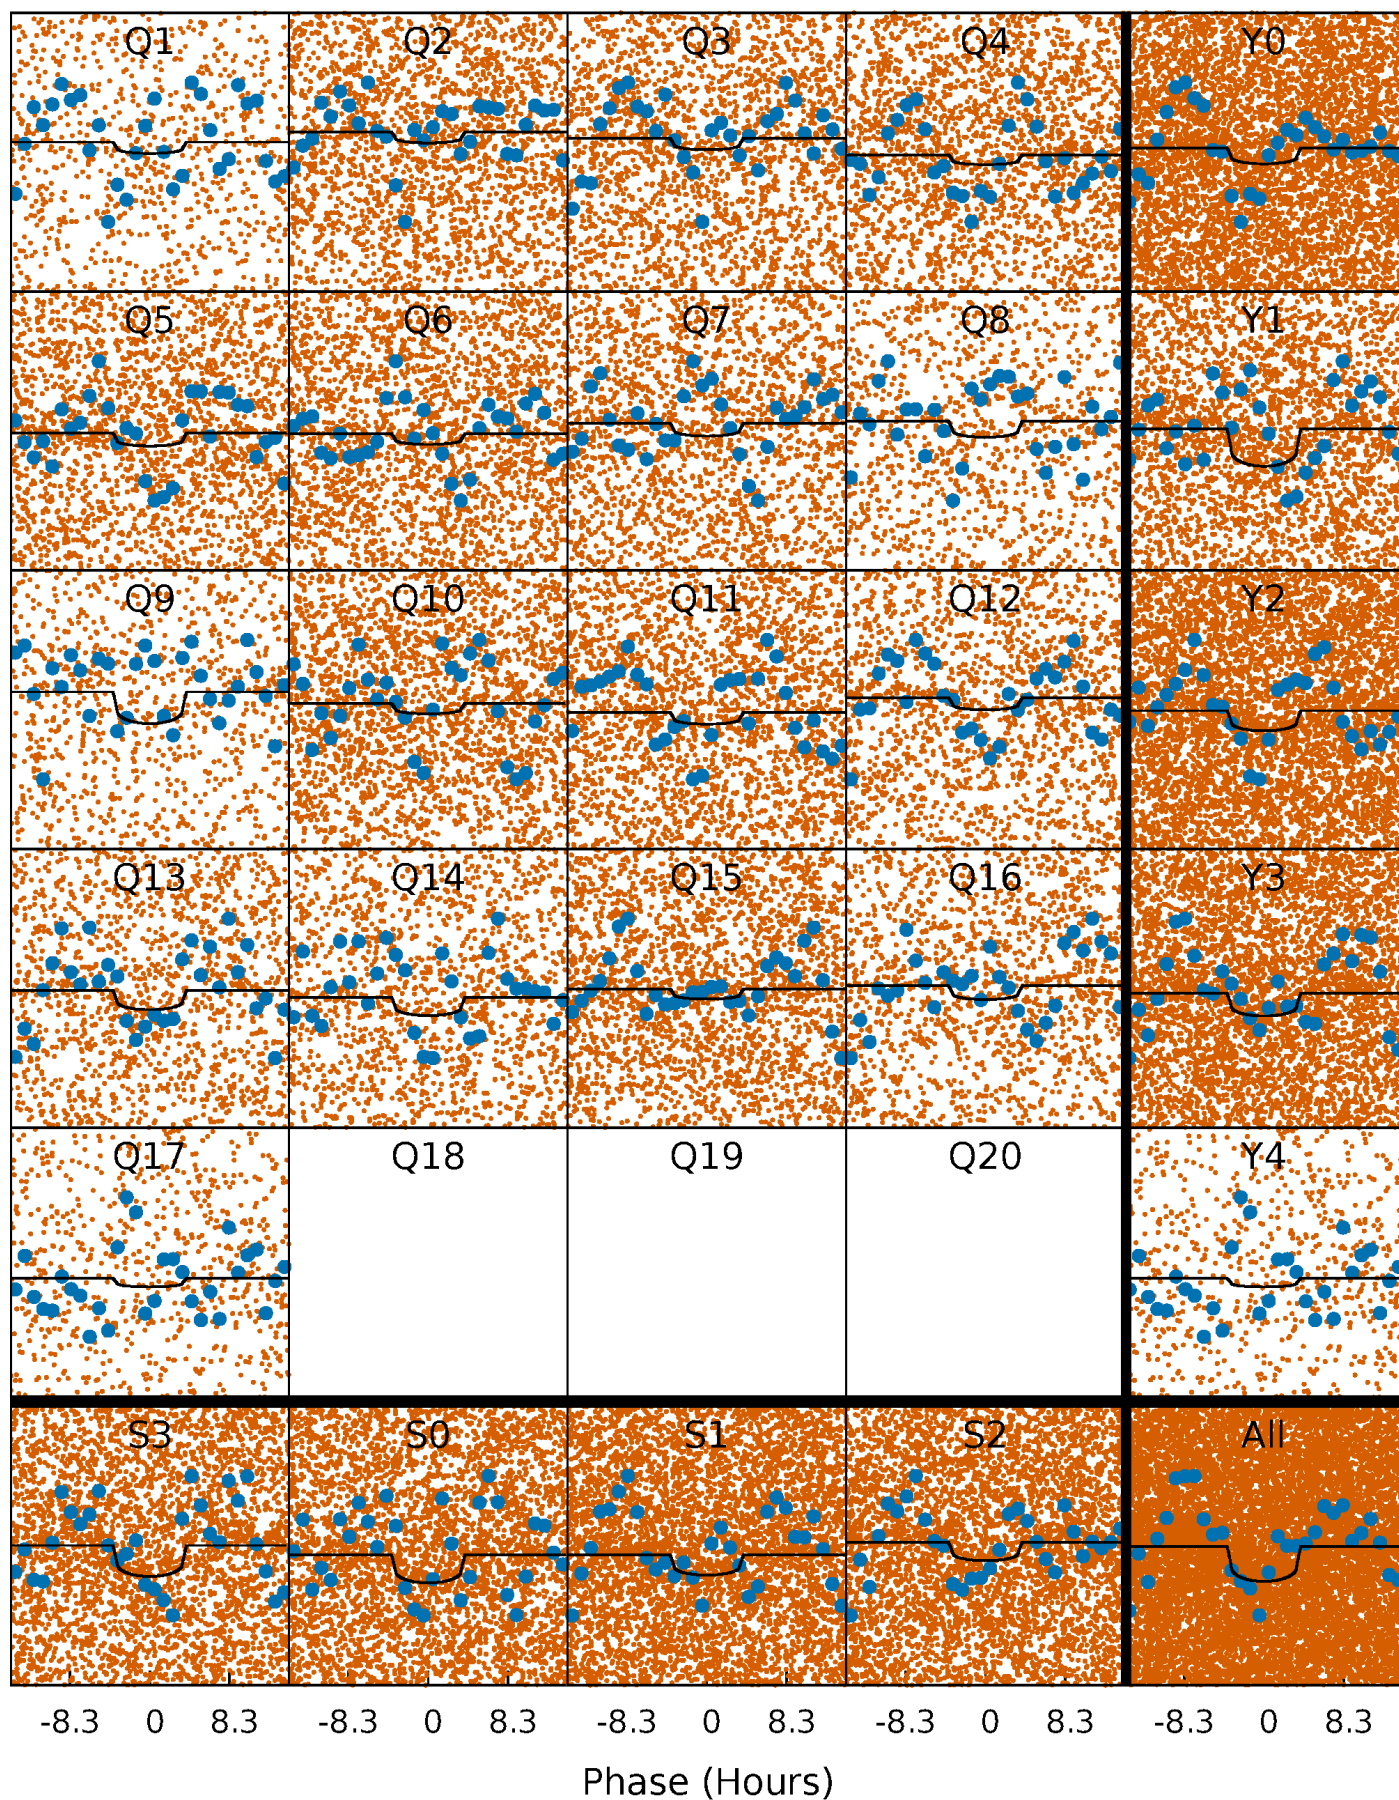 Q1 Q2 Q3 Q4 Y0
Q5 Q6 Q7 Q8 Y1
Q9 Q10 Q11 Q12 Y2
Q13 Q14 Q15 Q16 Y3
Q17 Q18 Q19 Q20 Y4
S3 S0 S1 S2 All
-8.3 0 8.3 -8.3 0 8.3 -8.3 0 8.3 -8.3 0 8.3 -8.3 0 8.3
Phase (Hours)